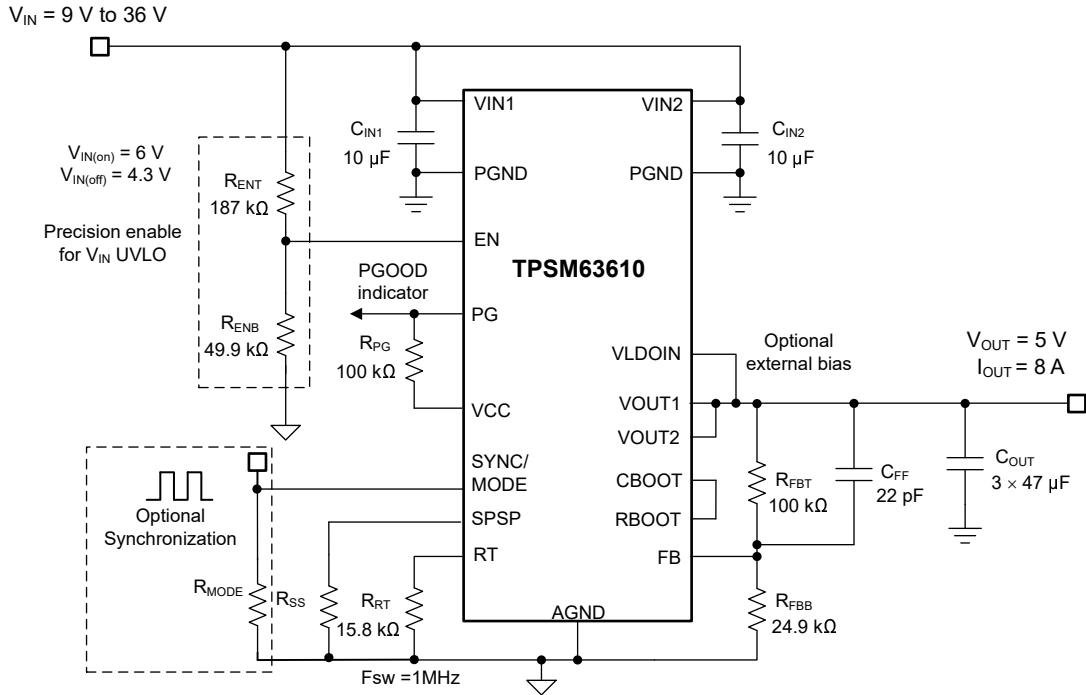 VIN = 9 V to 36 V
VIN(on) = 6 V
VIN(off) = 4.3 V
Precision enable
for VIN UVLO
RENT
187 kΩ
RENB
49.9 kΩ
CIN1
10 µF
CIN2
10 µF
VIN1
PGND
EN
PG
VCC
SYNC/
MODE
SPSP
RT
AGND
TPSM63610
VIN2
PGND
VLDOIN
VOUT1
VOUT2
CBOOT
RBOOT
FB
PGOOD
indicator
RPG
100 kΩ
Optional
Synchronization
RMODE
RSS
RRT
15.8 kΩ
Fsw =1MHz
Optional
external bias
VOUT = 5 V
IOUT = 8 A
RFBT
100 kΩ
CFF
22 pF
COUT
3 × 47 µF
RFBB
24.9 kΩ